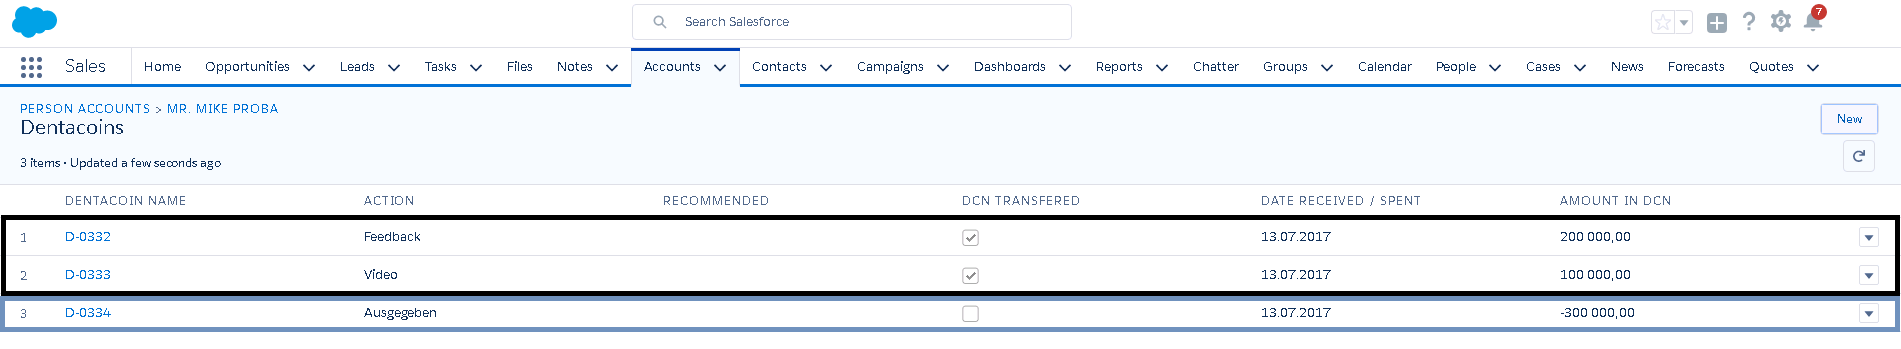 Search Salesforce
7
Sales Home Opportunities Leads Tasks Files Notes Accounts Contacts Campaigns Dashboards Reports Chatter Groups Calendar People Cases News Forecasts Quotes
PERSON ACCOUNTS > MR. MIKE PROBA
Dentacoins
New
3 items • Updated a few seconds ago
DENTACOIN NAME ACTION RECOMMENDED DCN TRANSFERED DATE RECEIVED / SPENT AMOUNT IN DCN
1 D-0332 Feedback 13.07.2017 200 000,00
2 D-0333 Video 13.07.2017 100 000,00
3 D-0334 Ausgegeben 13.07.2017 -300 000,00